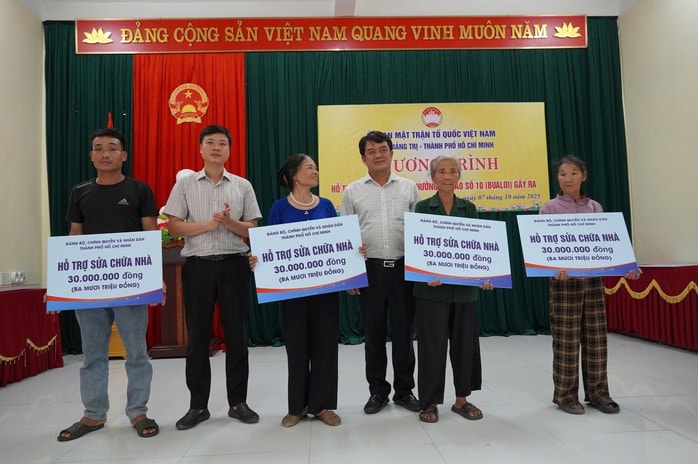 ĐẢNG CỘNG SẢN VIỆT NAM QUANG VINH MUÔN NĂM
MẶT TRẬN TỔ QUỐC VIỆT NAM
THÀNH PHỐ HỒ CHÍ MINH
HỖ
SỐ 10 (BUALOI) GÂY RA
07 tháng 10 năm 2025
ĐẢNG BỘ, CHÍNH QUYỀN VÀ NHÂN DÂN
THÀNH PHỐ HỒ CHÍ MINH
HỖ TRỢ SỬA CHỮA NHÀ
30.000.000 đồng
(BA MƯƠI TRIỆU ĐỒNG)
ĐẢNG BỘ, CHÍNH QUYỀN VÀ NHÂN DÂN
THÀNH PHỐ HỒ CHÍ MINH
HỖ TRỢ SỬA CHỮA NHÀ
30.000.000 đồng
(BA MƯƠI TRIỆU ĐỒNG)
ĐẢNG BỘ, CHÍNH QUYỀN VÀ NHÂN DÂN
THÀNH PHỐ HỒ CHÍ MINH
HỖ TRỢ SỬA CHỮA NHÀ
30.000.000 đồng
(BA MƯƠI TRIỆU ĐỒNG)
ĐẢNG BỘ, CHÍNH QUYỀN VÀ NHÂN DÂN
THÀNH PHỐ HỒ CHÍ MINH
HỖ TRỢ SỬA CHỮA NHÀ
30.000.000 đồng
(BA MƯƠI TRIỆU ĐỒNG)